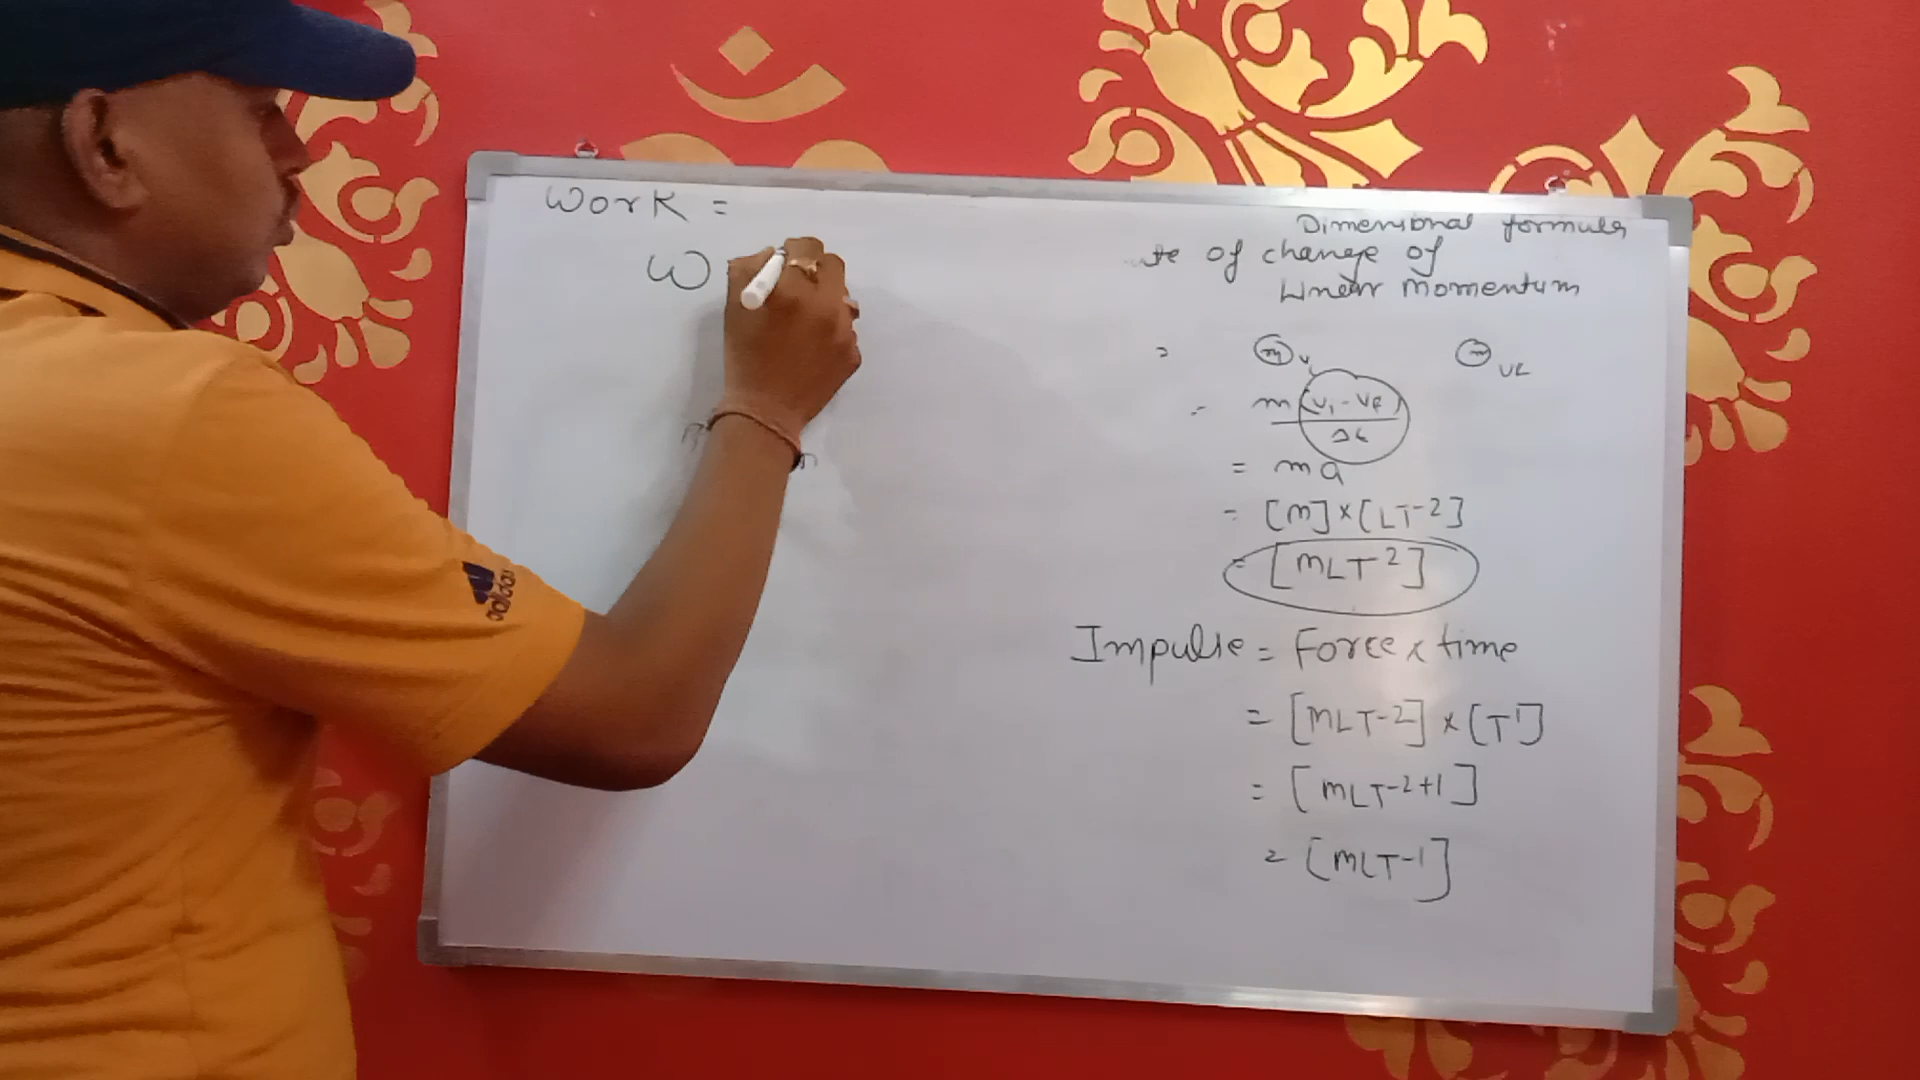 Work =
W
Dimensional formula
te of change of
Linear momentum
=
m v
m
= m(v1-vf)
Δt
= ma
= [m]×[LT-2]
= [mLT-2]
Impulse = Force × time
= [mLT-2] × [T1]
= [mLT-2+1]
= [mLT-1]
adidas